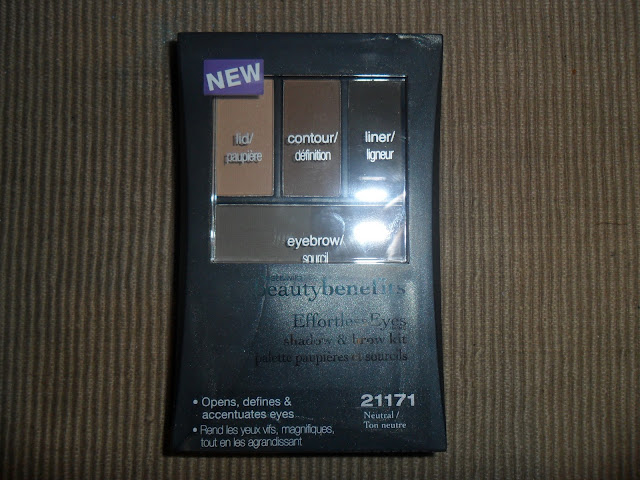 NEW
lid/
paupière
contour/
définition
liner/
ligneur
eyebrow/
sourcil
beautybenefits
Effortless Eyes
shadow & brow kit
palette paupières et sourcils
• Opens, defines &
accentuates eyes
• Rend les yeux vifs, magnifiques,
tout en les agrandissant
21171
Neutral /
Ton neutre